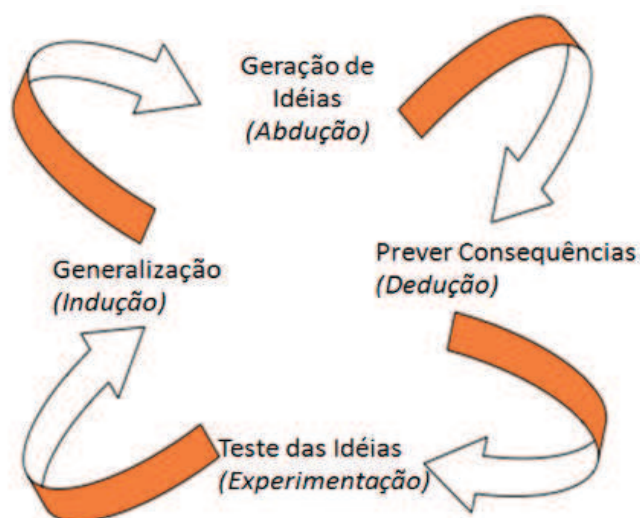 Geração de
Idéias
(Abdução)
Prever Consequências
(Dedução)
Teste das Idéias
(Experimentação)
Generalização
(Indução)